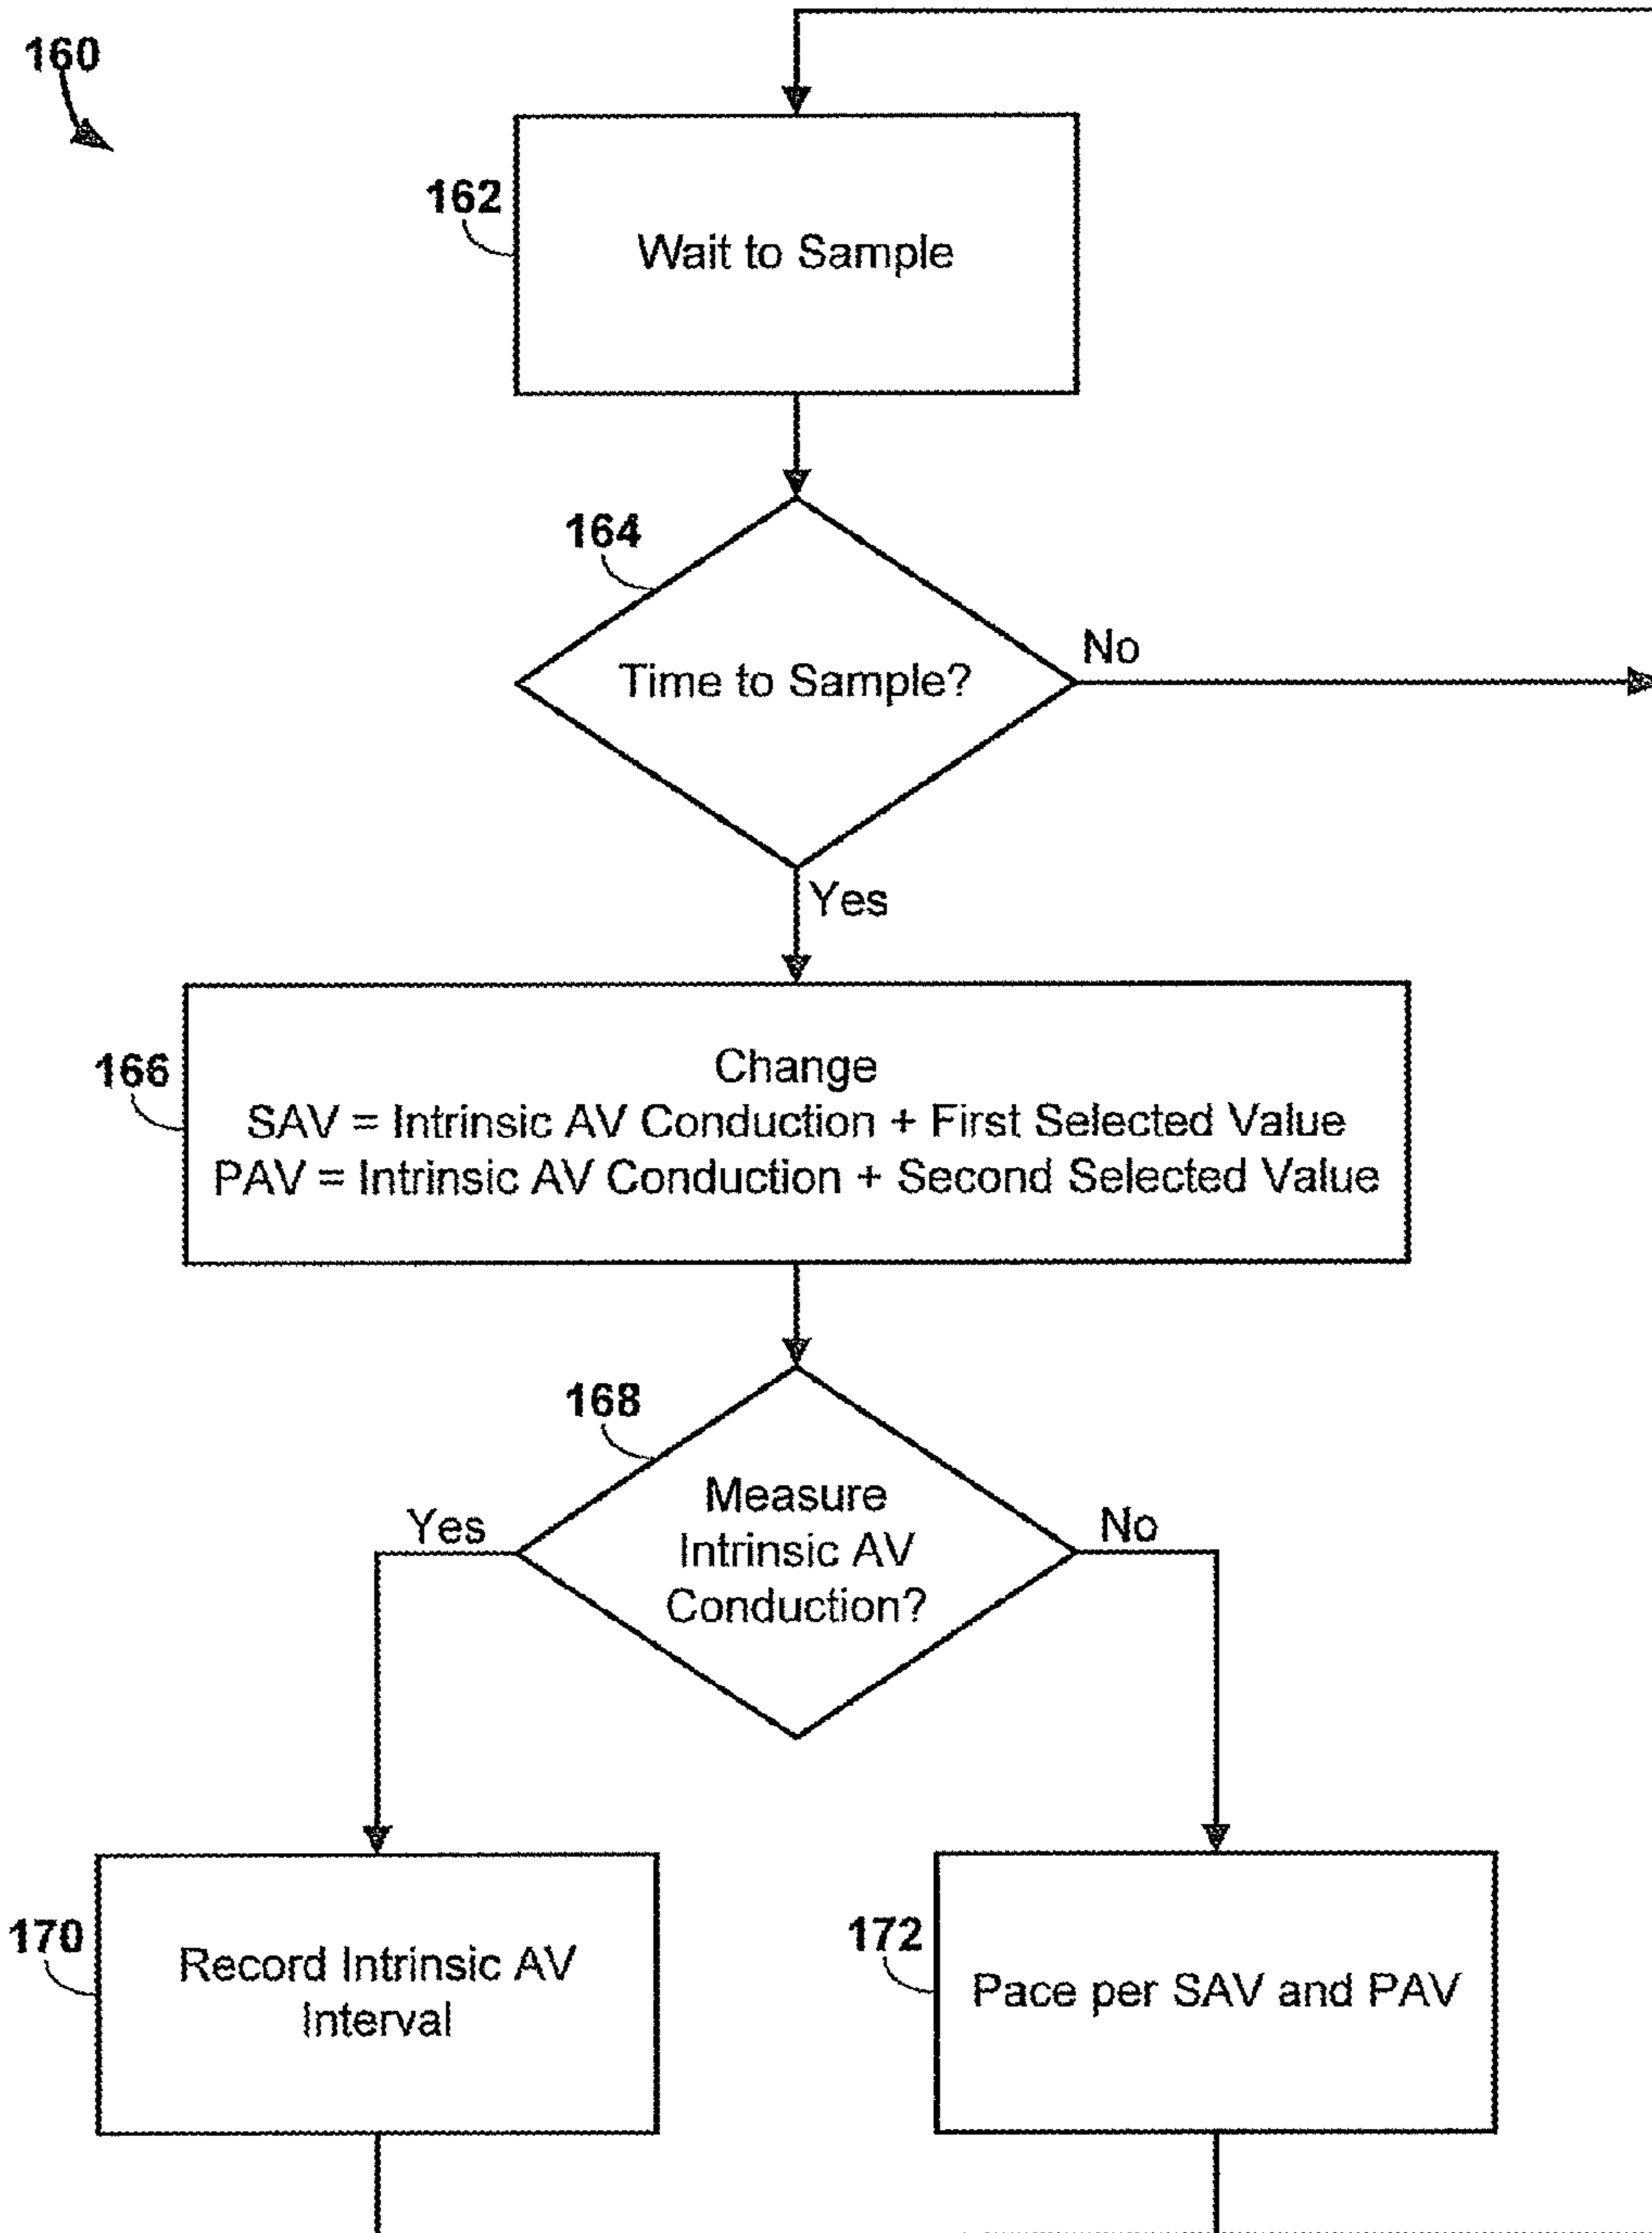 160
162
Wait to Sample
164
Time to Sample?
No
Yes
166
Change
SAV = Intrinsic AV Conduction + First Selected Value
PAV = Intrinsic AV Conduction + Second Selected Value
168
Measure
Intrinsic AV
Conduction?
Yes
No
170
Record Intrinsic AV
Interval
172
Pace per SAV and PAV